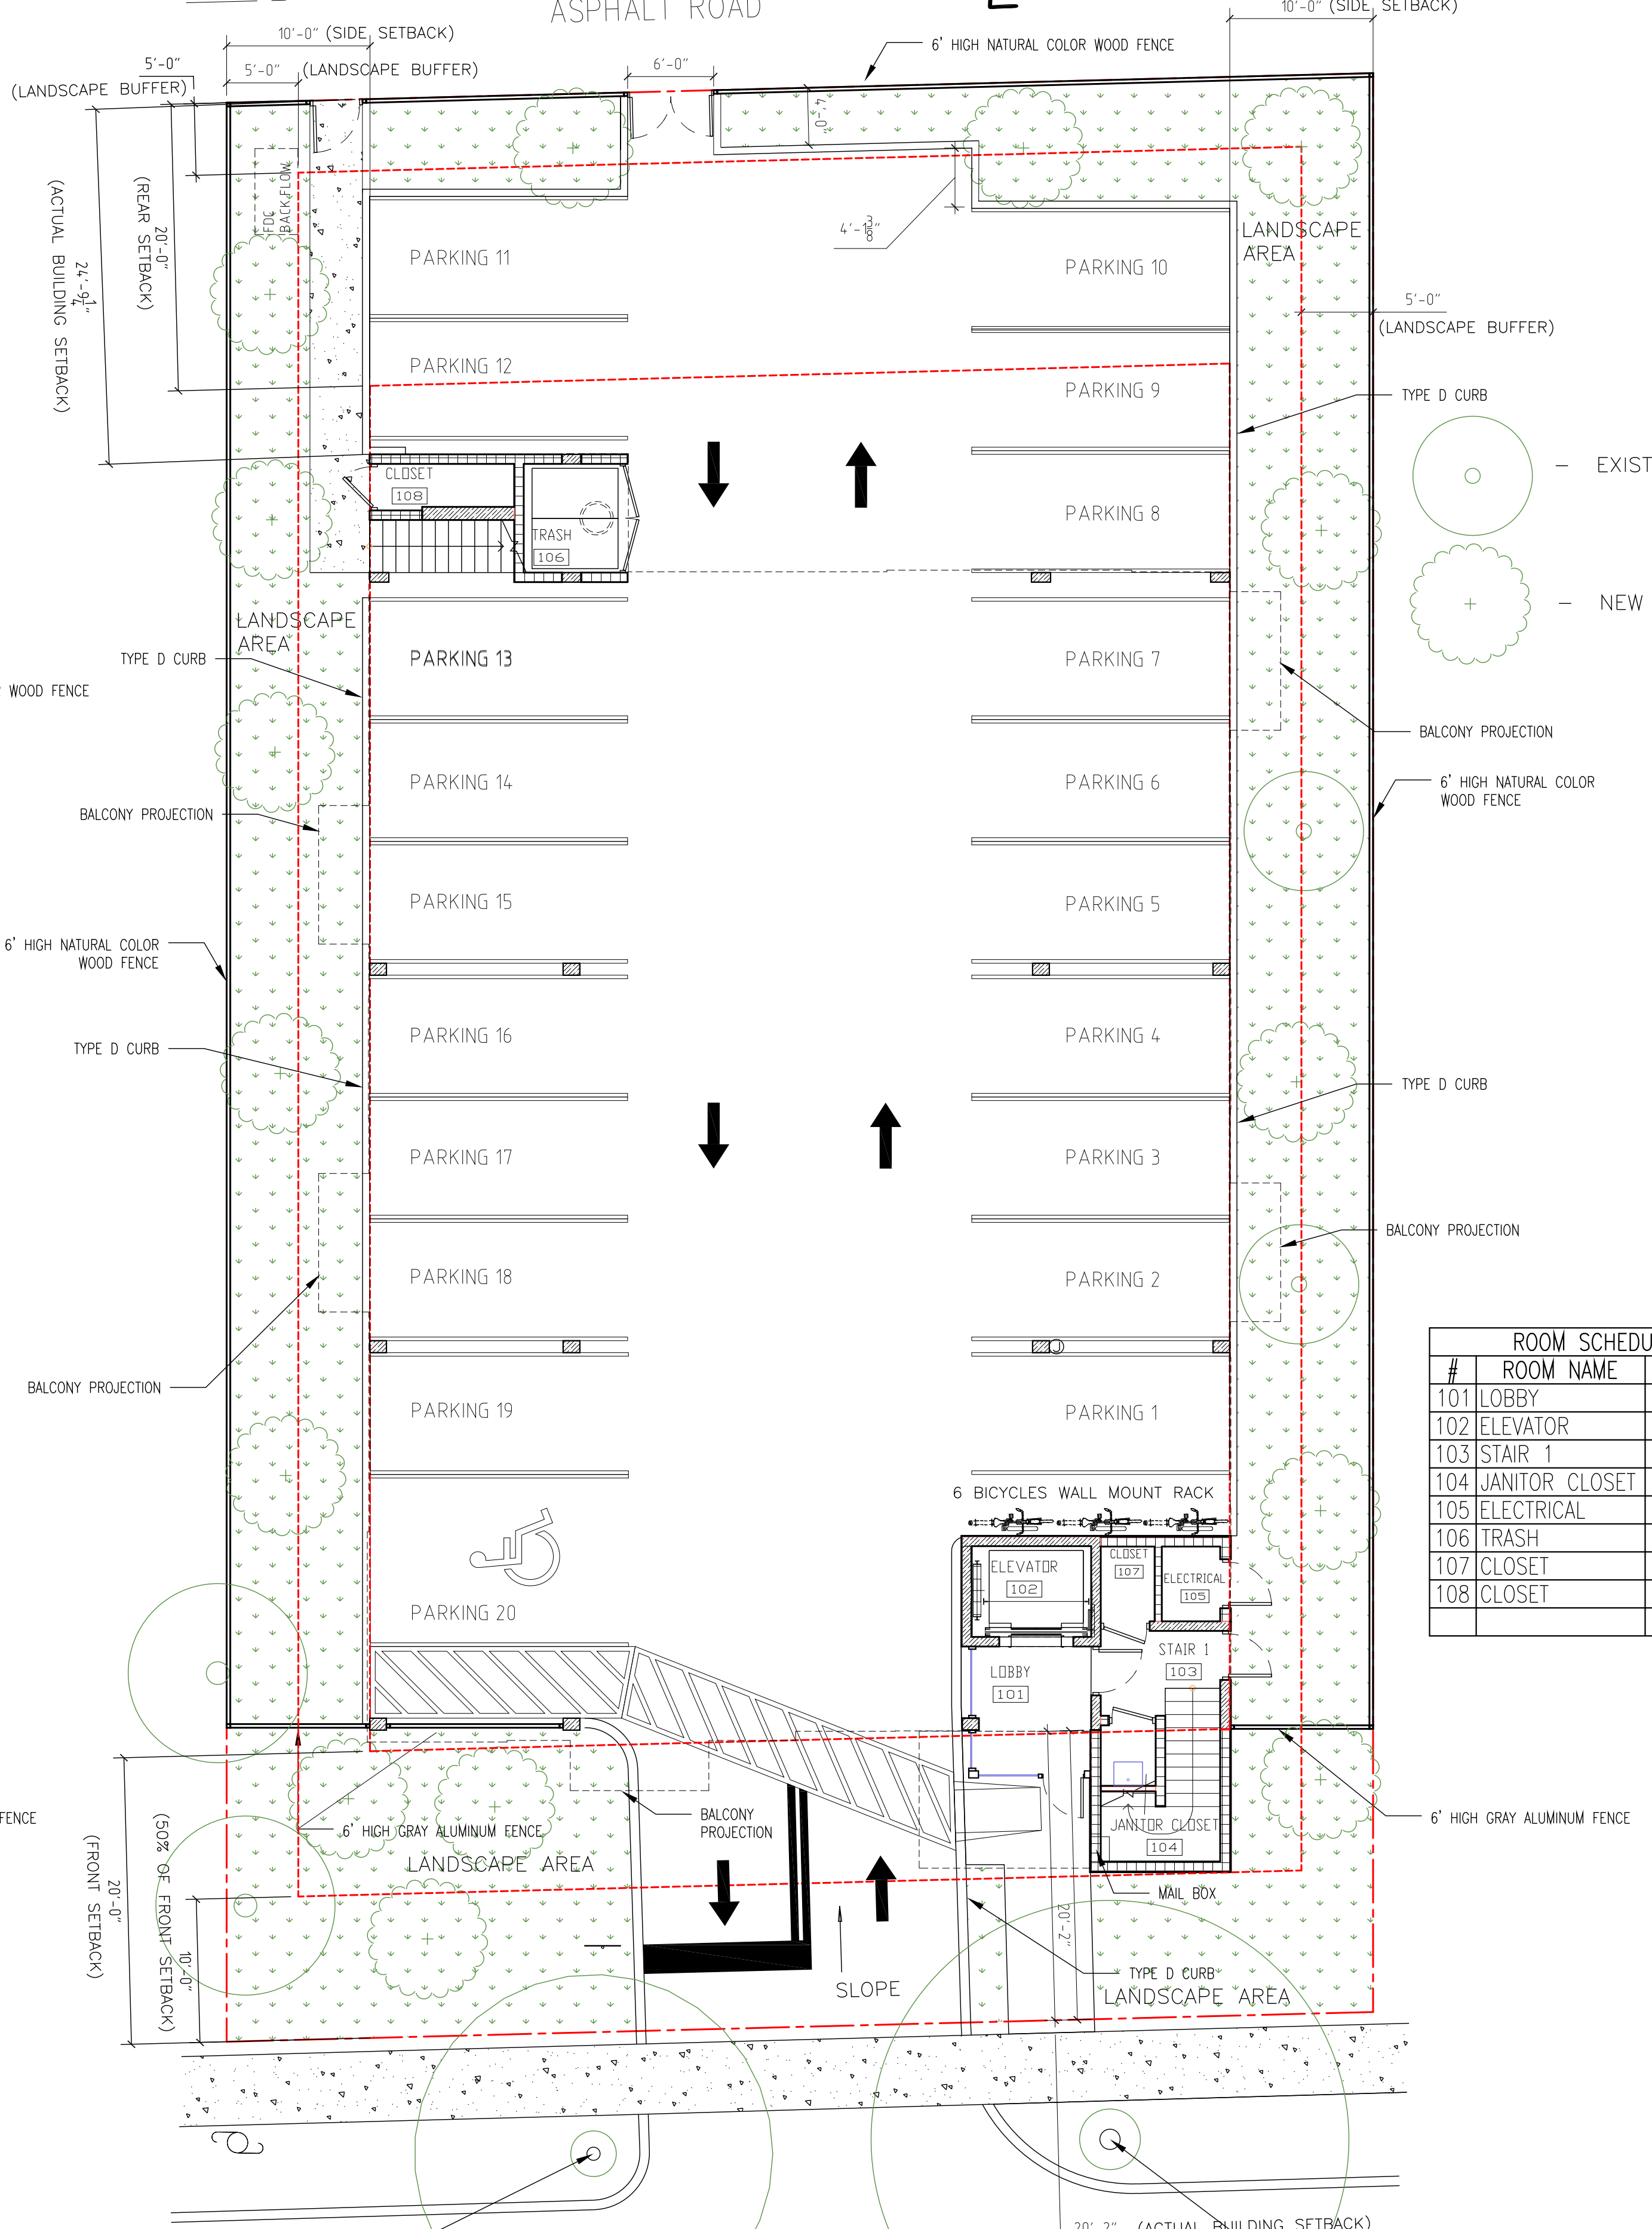 ASPHALT ROAD
10'-0" (SIDE SETBACK)
10'-0" (SIDE SETBACK)
6' HIGH NATURAL COLOR WOOD FENCE
5'-0"
(LANDSCAPE BUFFER)
5'-0"
(LANDSCAPE BUFFER)
6'-0"
4'-0"
4'-1 3/8"
FDC
BACKFLOW
20'-0"
(REAR SETBACK)
24'-9 1/4"
(ACTUAL BUILDING SETBACK)
PARKING 11
PARKING 10
LANDSCAPE
AREA
5'-0"
(LANDSCAPE BUFFER)
PARKING 12
PARKING 9
TYPE D CURB
EXIST
CLOSET
108
TRASH
106
PARKING 8
NEW
LANDSCAPE
AREA
TYPE D CURB
WOOD FENCE
PARKING 13
PARKING 7
BALCONY PROJECTION
PARKING 14
PARKING 6
6' HIGH NATURAL COLOR
WOOD FENCE
BALCONY PROJECTION
PARKING 15
PARKING 5
6' HIGH NATURAL COLOR
WOOD FENCE
PARKING 16
PARKING 4
TYPE D CURB
TYPE D CURB
PARKING 17
PARKING 3
BALCONY PROJECTION
PARKING 18
PARKING 2
BALCONY PROJECTION
PARKING 19
PARKING 1
ROOM SCHEDU
# ROOM NAME
101 LOBBY
102 ELEVATOR
103 STAIR 1
104 JANITOR CLOSET
105 ELECTRICAL
106 TRASH
107 CLOSET
108 CLOSET
6 BICYCLES WALL MOUNT RACK
ELEVATOR
102
CLOSET
107
ELECTRICAL
105
PARKING 20
STAIR 1
103
LOBBY
101
6' HIGH GRAY ALUMINUM FENCE
BALCONY
PROJECTION
JANITOR CLOSET
104
6' HIGH GRAY ALUMINUM FENCE
FENCE
LANDSCAPE AREA
MAIL BOX
20'-0"
(FRONT SETBACK)
10'-0"
(50% OF FRONT SETBACK)
20'-2"
SLOPE
TYPE D CURB
LANDSCAPE AREA
20'-2" (ACTUAL BUILDING SETBACK)